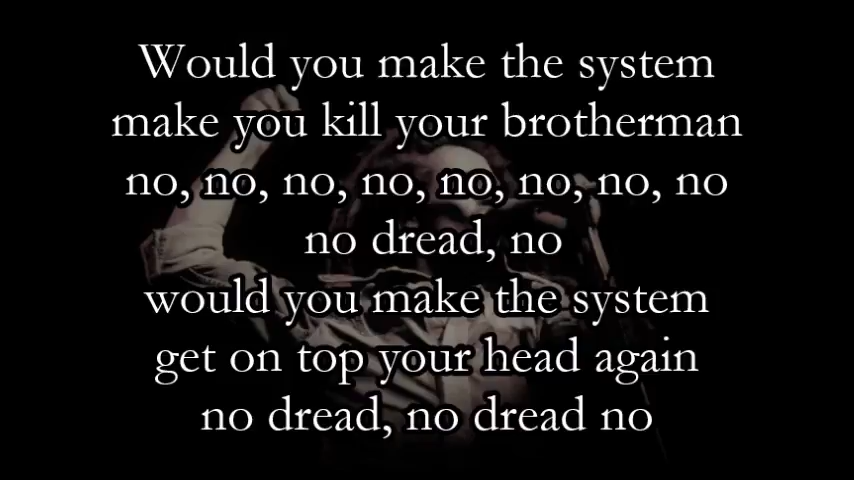 Would you make the system
make you kill your brotherman
no, no, no, no, no, no, no, no
no dread, no
would you make the system
get on top your head again
no dread, no dread no